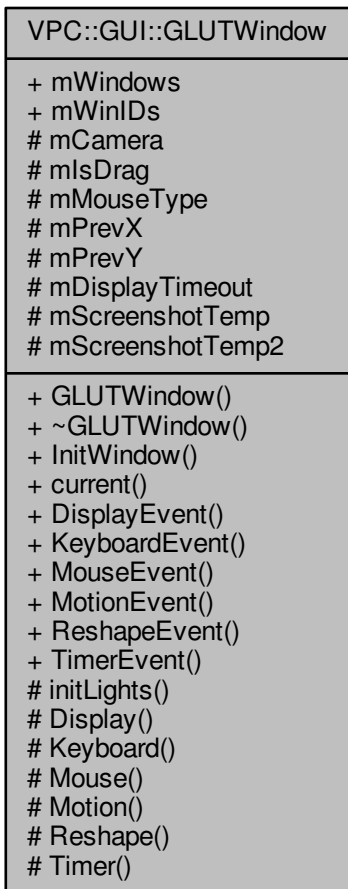 VPC::GUI::GLUTWindow
+ mWindows
+ mWinIDs
# mCamera
# mIsDrag
# mMouseType
# mPrevX
# mPrevY
# mDisplayTimeout
# mScreenshotTemp
# mScreenshotTemp2
+ GLUTWindow()
+ ~GLUTWindow()
+ InitWindow()
+ current()
+ DisplayEvent()
+ KeyboardEvent()
+ MouseEvent()
+ MotionEvent()
+ ReshapeEvent()
+ TimerEvent()
# initLights()
# Display()
# Keyboard()
# Mouse()
# Motion()
# Reshape()
# Timer()